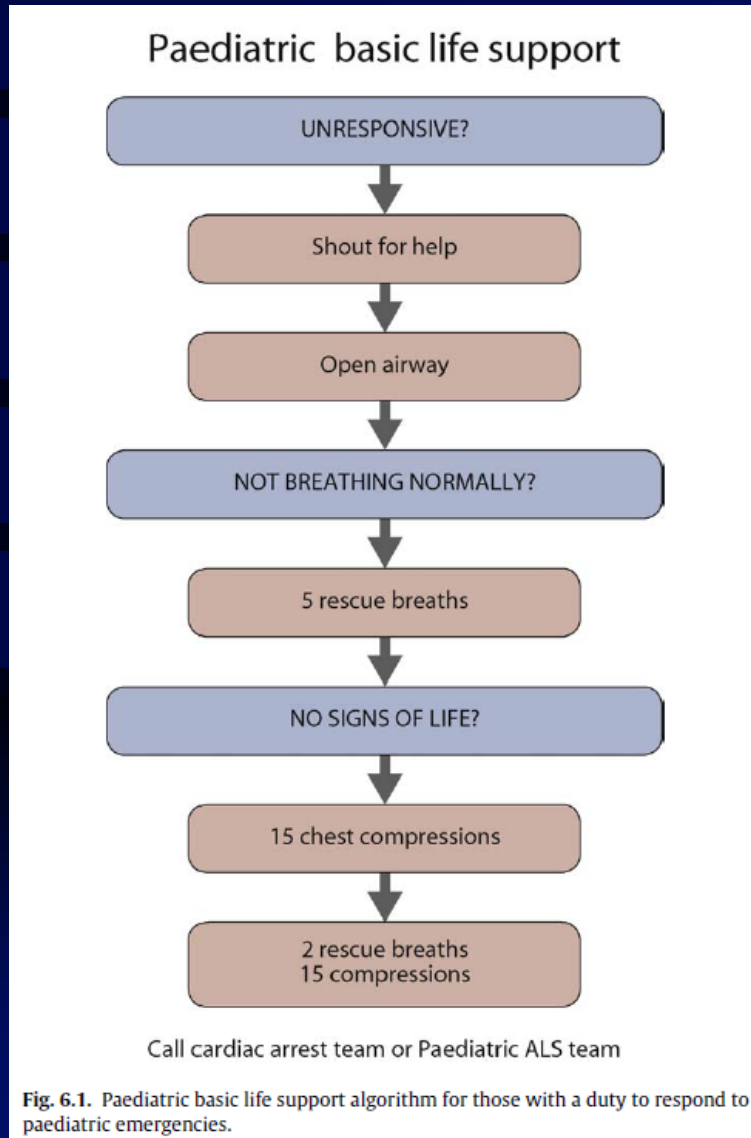 Paediatric basic life support
UNRESPONSIVE?
Shout for help
Open airway
NOT BREATHING NORMALLY?
5 rescue breaths
NO SIGNS OF LIFE?
15 chest compressions
2 rescue breaths
15 compressions
Call cardiac arrest team or Paediatric ALS team
Fig. 6.1. Paediatric basic life support algorithm for those with a duty to respond to
paediatric emergencies.